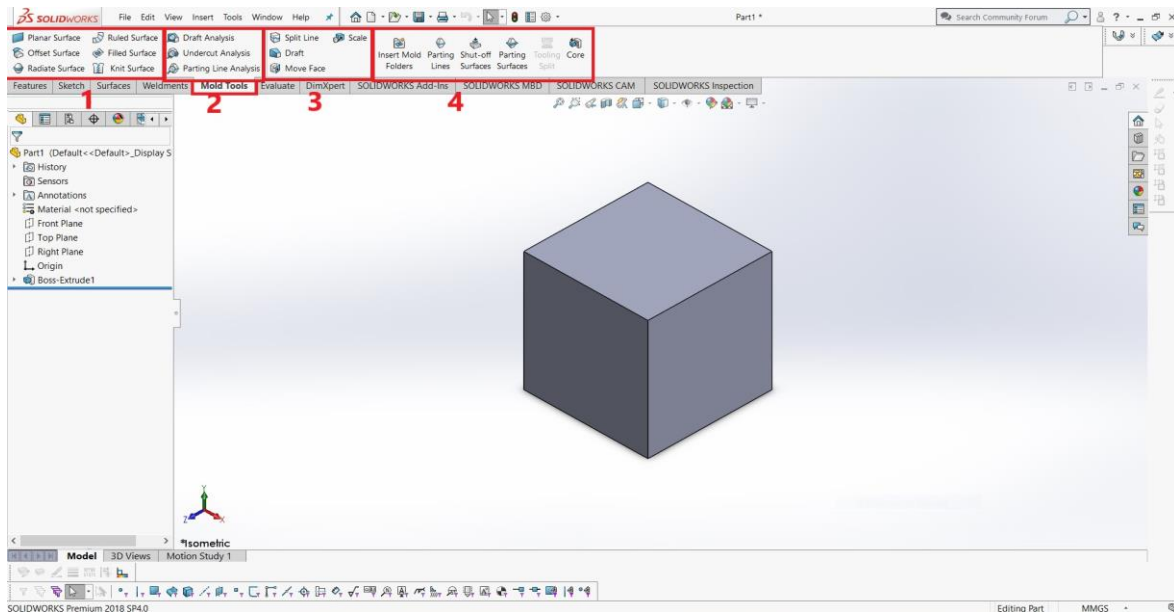 SOLIDWORKS File Edit View Insert Tools Window Help Part1 * Search Community Forum
Planar Surface Ruled Surface Draft Analysis Split Line Scale
Offset Surface Filled Surface Undercut Analysis Draft Insert Mold Folders Parting Lines Shut-off Surfaces Parting Surfaces Tooling Split Core
Radiate Surface Knit Surface Parting Line Analysis Move Face
Features Sketch Surfaces Weldments Mold Tools Evaluate DimXpert SOLIDWORKS Add-Ins SOLIDWORKS MBD SOLIDWORKS CAM SOLIDWORKS Inspection
1 2 3 4
Part1 (Default<<Default>_Display S
History
Sensors
Annotations
Material <not specified>
Front Plane
Top Plane
Right Plane
Origin
Boss-Extrude1
Y
Z X
*Isometric
Model 3D Views Motion Study 1
SOLIDWORKS Premium 2018 SP4.0 Editing Part MMGS